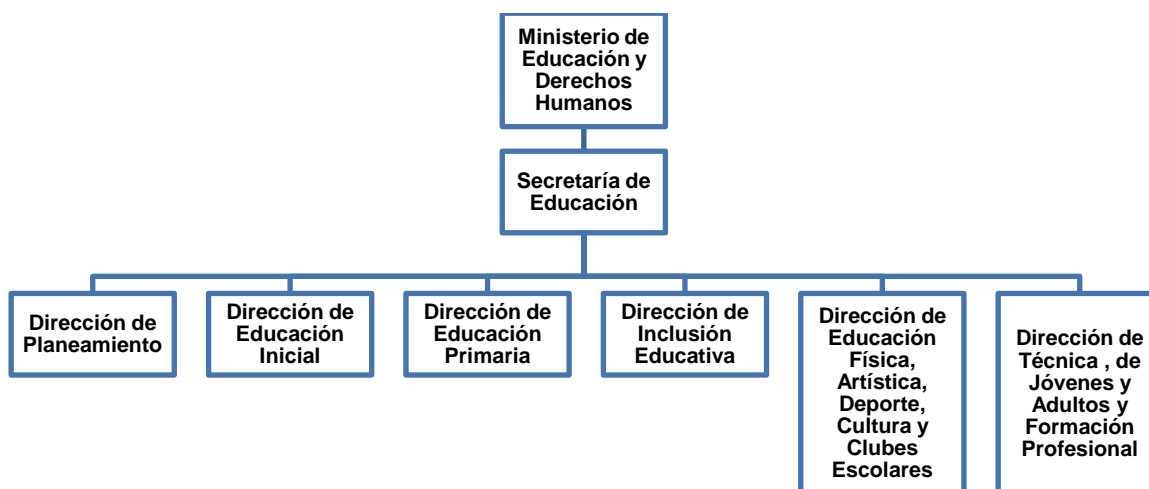 Ministerio de
Educación y
Derechos
Humanos
Secretaría de
Educación
Dirección de
Planeamiento
Dirección de
Educación
Inicial
Dirección de
Educación
Primaria
Dirección de
Inclusión
Educativa
Dirección de
Educación
Física,
Artística,
Deporte,
Cultura y
Clubes
Escolares
Dirección de
Técnica , de
Jóvenes y
Adultos y
Formación
Profesional